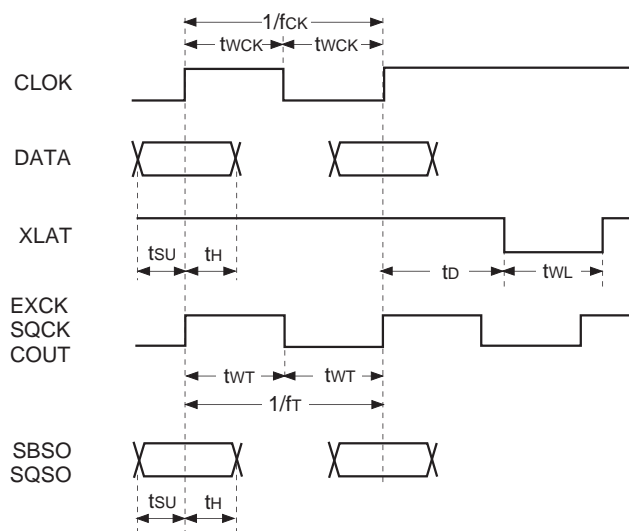 1/fCK
tWCK tWCK
CLOK
DATA
XLAT
tSU tH tD tWL
EXCK
SQCK
COUT
tWT tWT
1/fT
SBSO
SQSO
tSU tH